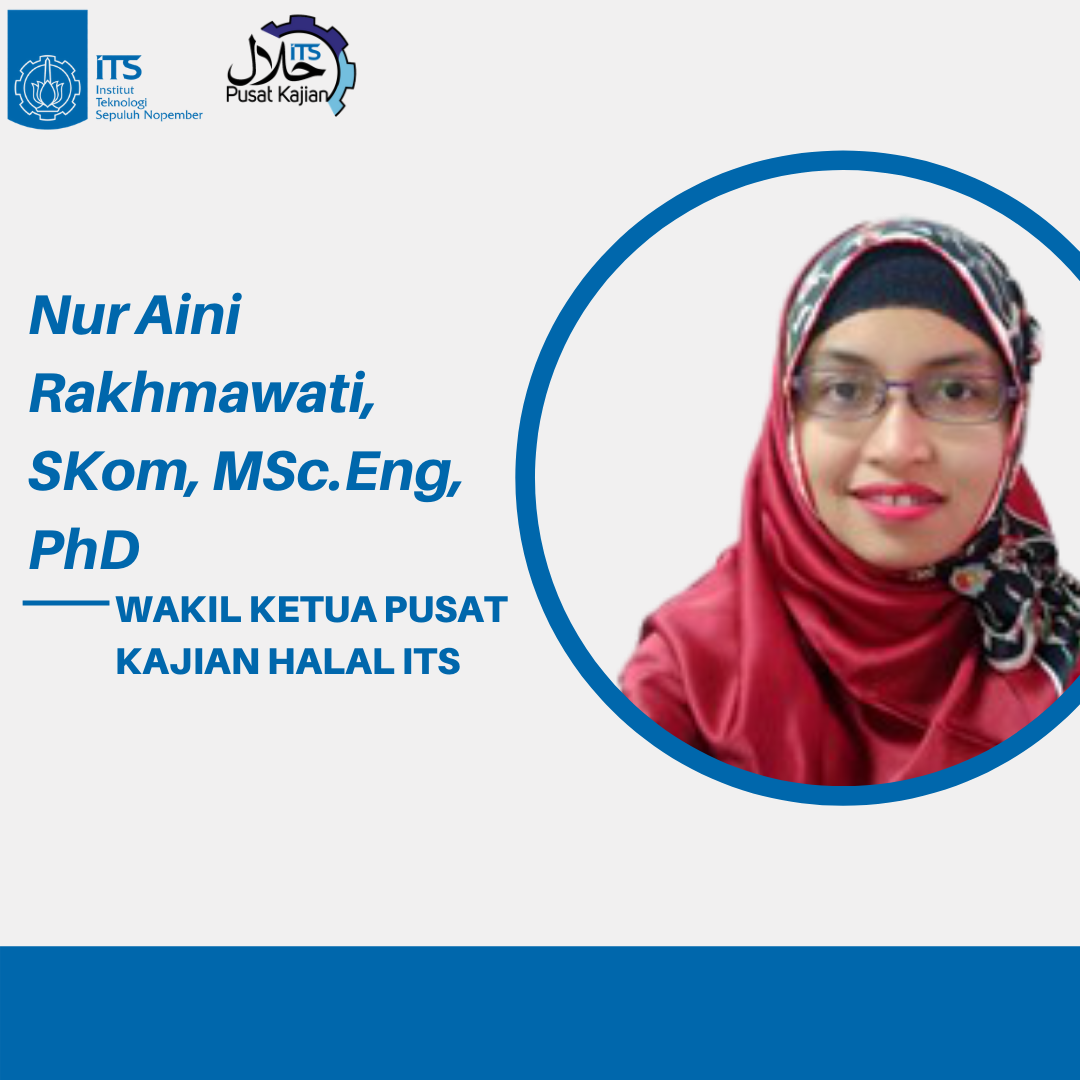 iTS
Institut
Teknologi
Sepuluh Nopember
iTS
حلال
Pusat Kajian
Nur Aini
Rakhmawati,
SKom, MSc.Eng,
PhD
WAKIL KETUA PUSAT
KAJIAN HALAL ITS